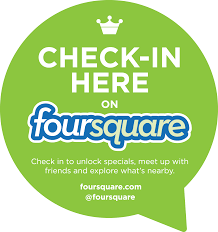 CHECK-IN
HERE
ON
foursquare
Check in to unlock specials, meet up with
friends and explore what's nearby.
foursquare.com
@foursquare